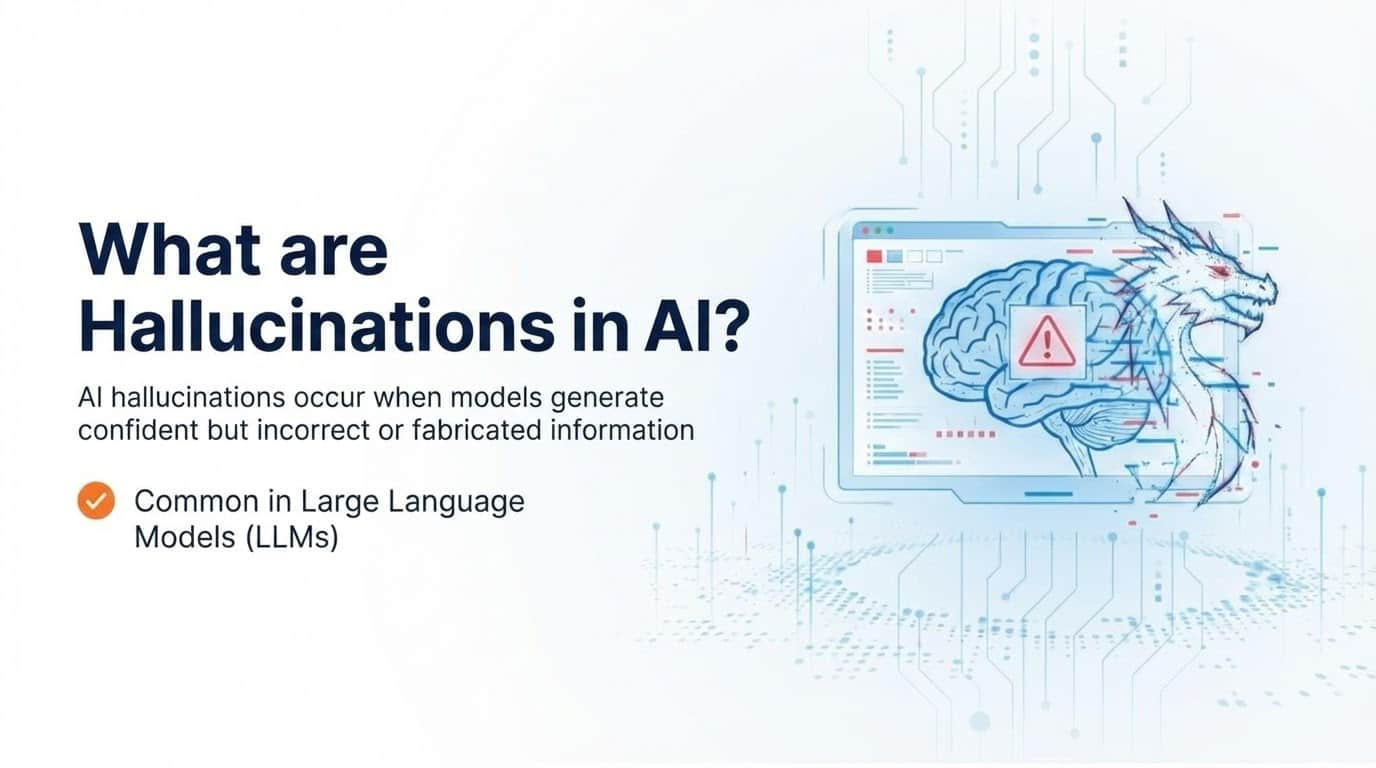 What are
Hallucinations in AI?
AI hallucinations occur when models generate
confident but incorrect or fabricated information
Common in Large Language
Models (LLMs)